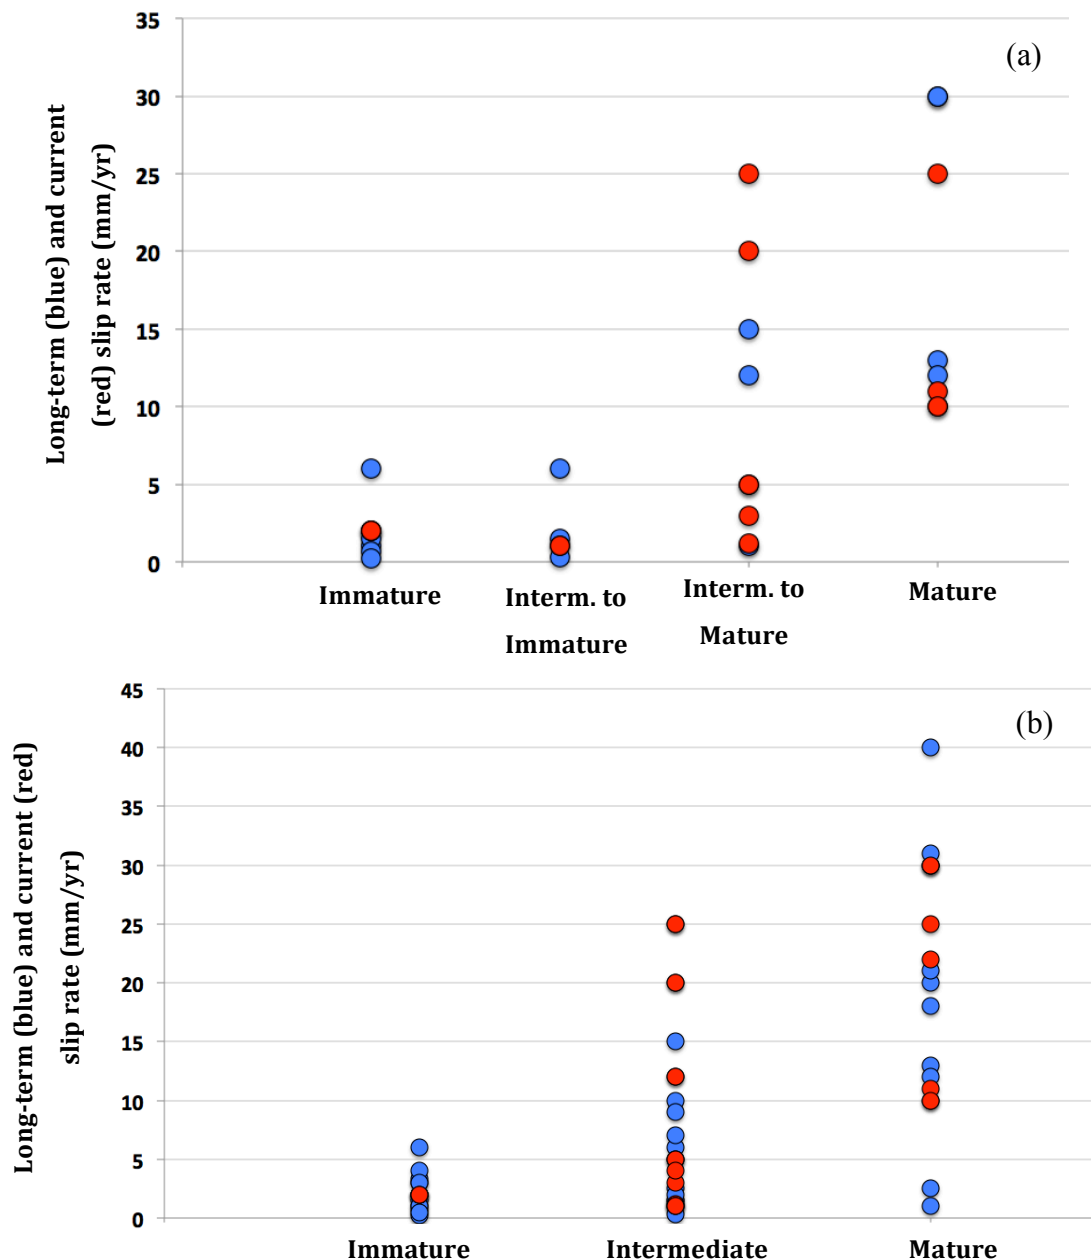 35
(a)
30
25
20
15
10
5
0
Long-term (blue) and current
(red) slip rate (mm/yr)
Immature
Interm. to
Immature
Interm. to
Mature
Mature
45
(b)
40
35
30
25
20
15
10
5
0
Long-term (blue) and current (red)
slip rate (mm/yr)
Immature
Intermediate
Mature